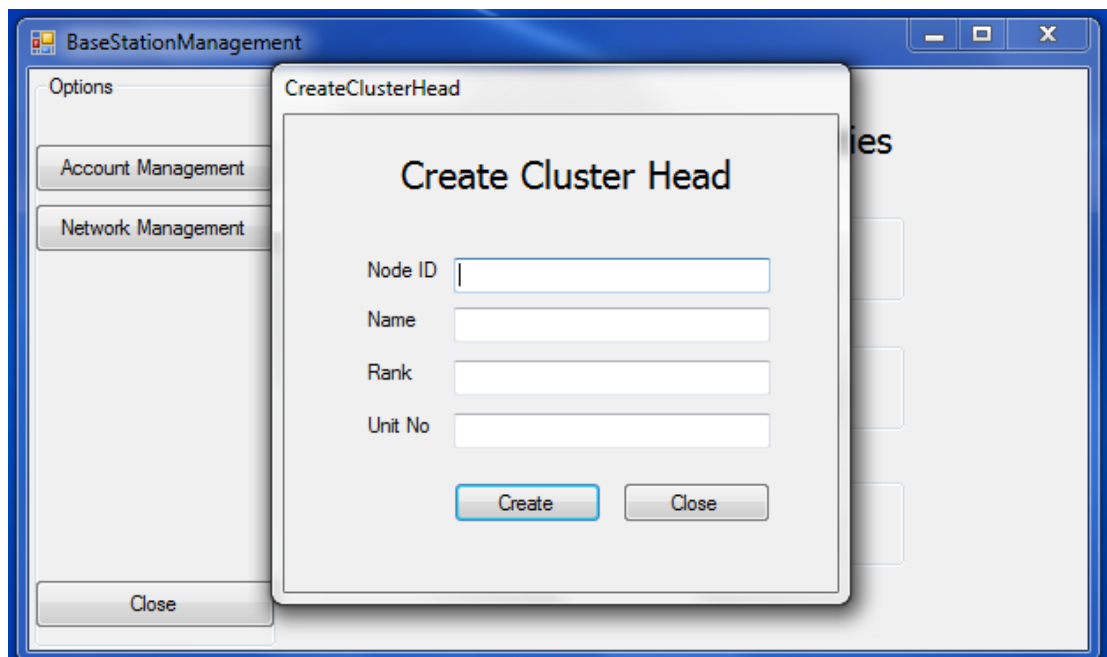 BaseStationManagement
Options
Account Management
Network Management
Close
CreateClusterHead
Create Cluster Head
Node ID
Name
Rank
Unit No
Create Close